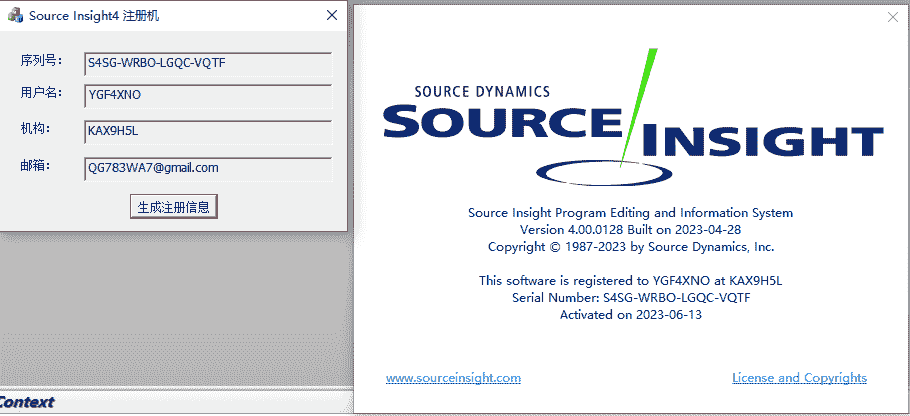 Source Insight4 注册机
序列号: S4SG-WRBO-LGQC-VQTF
用户名: YGF4XNO
机构: KAX9H5L
邮箱: QG783WA7@gmail.com
生成注册信息
SOURCE DYNAMICS
SOURCE INSIGHT
Source Insight Program Editing and Information System
Version 4.00.0128 Built on 2023-04-28
Copyright © 1987-2023 by Source Dynamics, Inc.
This software is registered to YGF4XNO at KAX9H5L
Serial Number: S4SG-WRBO-LGQC-VQTF
Activated on 2023-06-13
www.sourceinsight.com
License and Copyrights
Context